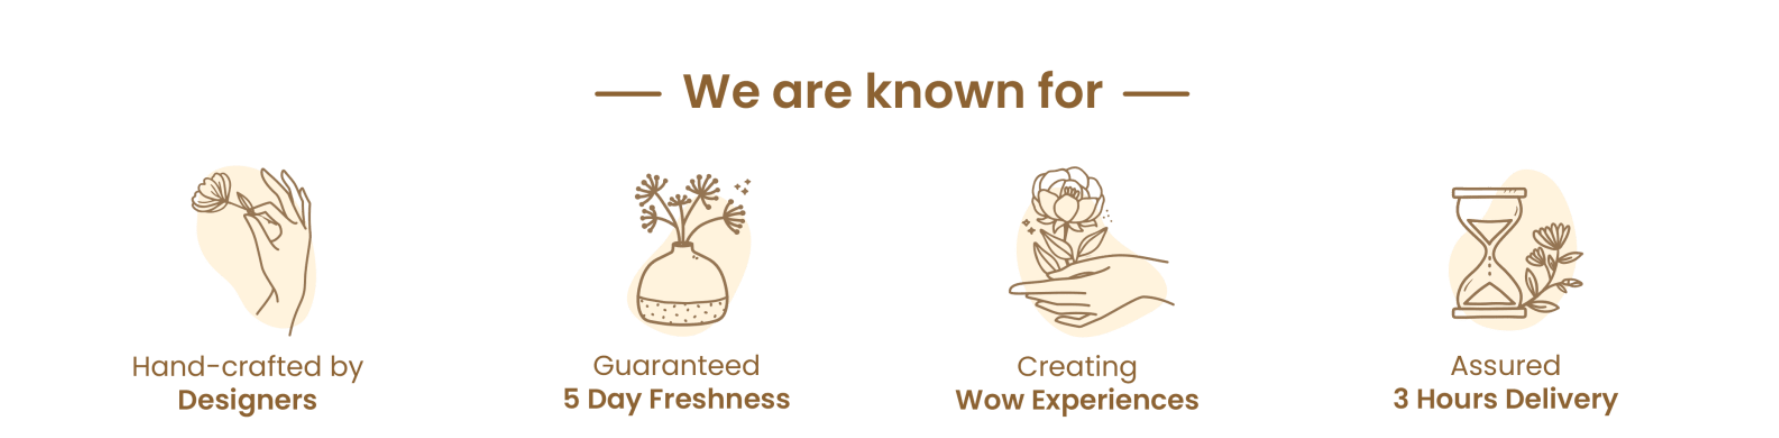 We are known for
Hand-crafted by
Designers
Guaranteed
5 Day Freshness
Creating
Wow Experiences
Assured
3 Hours Delivery